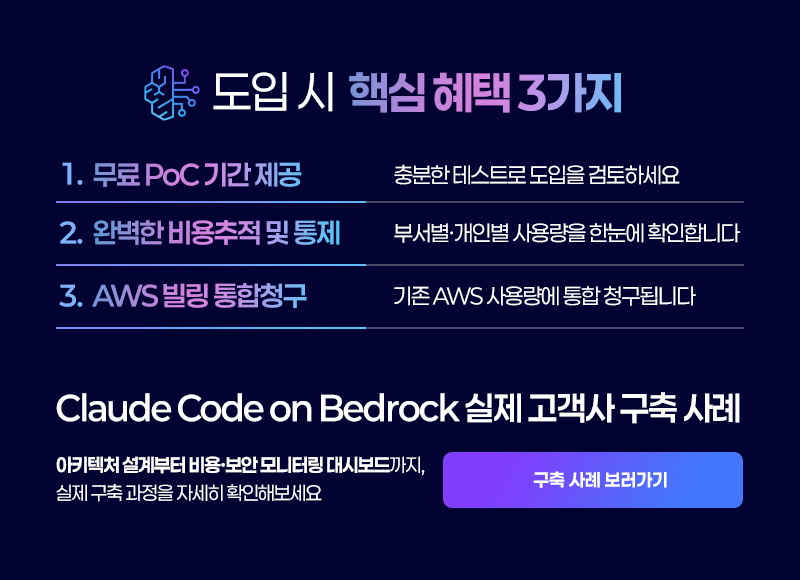 도입 시 핵심 혜택 3가지
1. 무료 PoC 기간 제공 충분한 테스트로 도입을 검토하세요
2. 완벽한 비용추적 및 통제 부서별·개인별 사용량을 한눈에 확인합니다
3. AWS 빌링 통합청구 기존 AWS 사용량에 통합 청구됩니다
Claude Code on Bedrock 실제 고객사 구축 사례
아키텍처 설계부터 비용·보안 모니터링 대시보드까지,
실제 구축 과정을 자세히 확인해보세요
구축 사례 보러가기